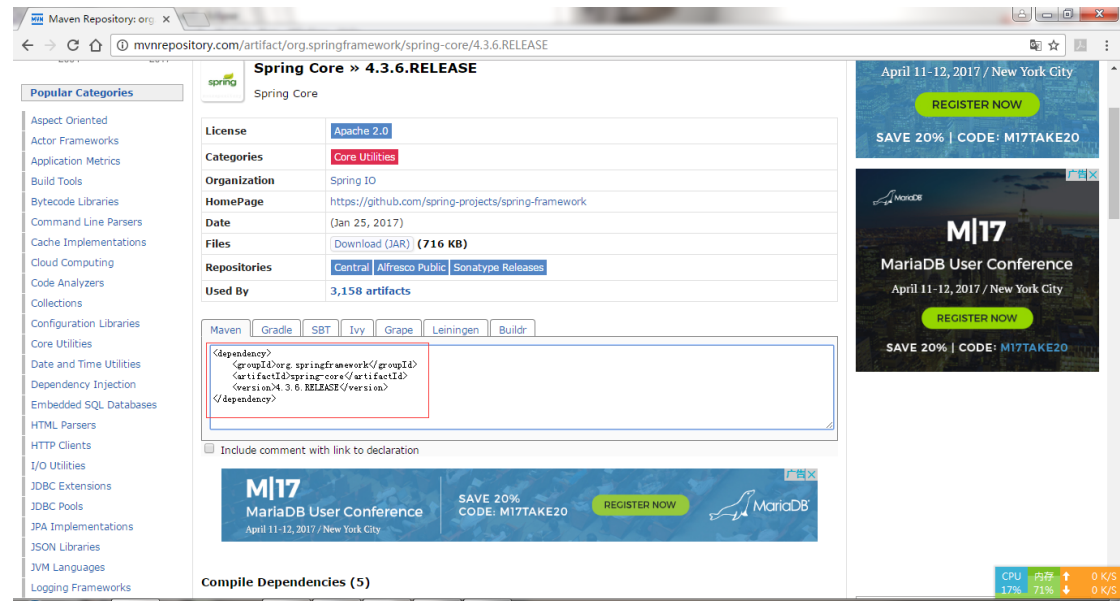 Maven Repository: org
mvnrepository.com/artifact/org.springframework/spring-core/4.3.6.RELEASE
Popular Categories
Aspect Oriented
Actor Frameworks
Application Metrics
Build Tools
Bytecode Libraries
Command Line Parsers
Cache Implementations
Cloud Computing
Code Analyzers
Collections
Configuration Libraries
Core Utilities
Date and Time Utilities
Dependency Injection
Embedded SQL Databases
HTML Parsers
HTTP Clients
I/O Utilities
JDBC Extensions
JDBC Pools
JPA Implementations
JSON Libraries
JVM Languages
Logging Frameworks
spring
Spring Core » 4.3.6.RELEASE
Spring Core
License Apache 2.0
Categories Core Utilities
Organization Spring IO
HomePage https://github.com/spring-projects/spring-framework
Date (Jan 25, 2017)
Files Download (JAR) (716 KB)
Repositories Central Alfresco Public Sonatype Releases
Used By 3,158 artifacts
Maven Gradle SBT Ivy Grape Leiningen Buildr
<dependency>
<groupId>org.springframework</groupId>
<artifactId>spring-core</artifactId>
<version>4.3.6.RELEASE</version>
</dependency>
Include comment with link to declaration
广告
M|17
MariaDB User Conference
April 11-12, 2017 / New York City
SAVE 20%
CODE: M17TAKE20
REGISTER NOW
MariaDB
Compile Dependencies (5)
April 11-12, 2017 / New York City
REGISTER NOW
SAVE 20% | CODE: M17TAKE20
广告
MariaDB
M|17
MariaDB User Conference
April 11-12, 2017 / New York City
REGISTER NOW
SAVE 20% | CODE: M17TAKE20
CPU 内存 0 K/S
17% 71% 0 K/S